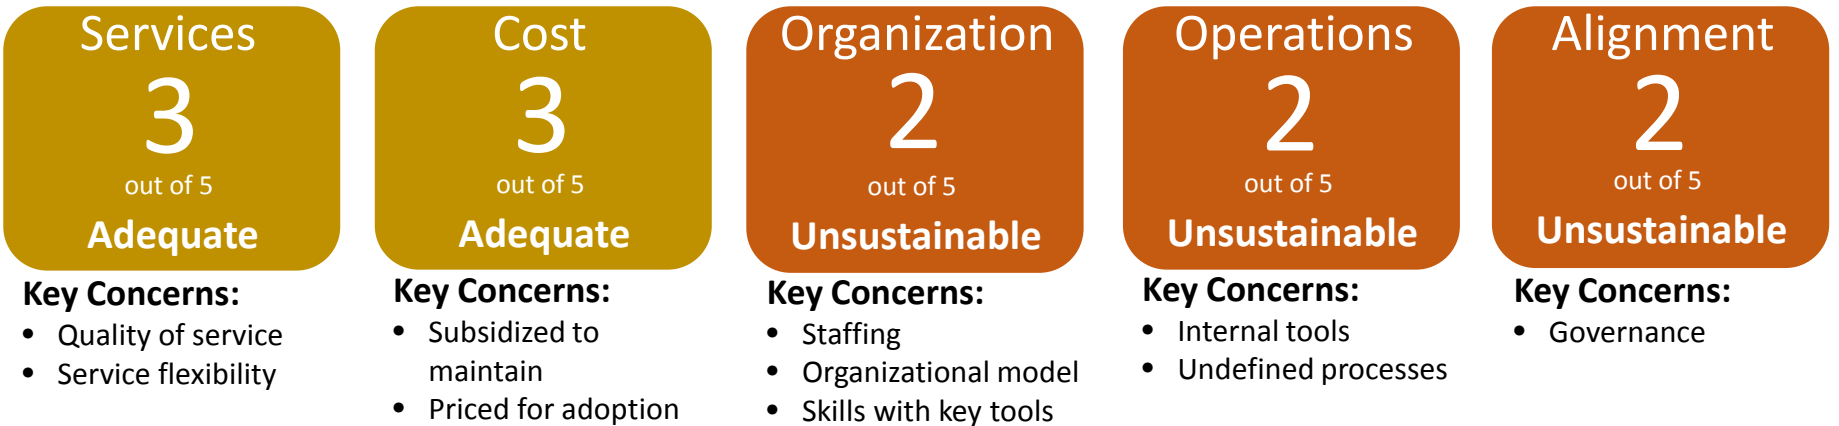 Services
3
out of 5
Adequate
Key Concerns:
• Quality of service
• Service flexibility
Cost
3
out of 5
Adequate
Key Concerns:
• Subsidized to
maintain
• Priced for adoption
Organization
2
out of 5
Unsustainable
Key Concerns:
• Staffing
• Organizational model
• Skills with key tools
Operations
2
out of 5
Unsustainable
Key Concerns:
• Internal tools
• Undefined processes
Alignment
2
out of 5
Unsustainable
Key Concerns:
• Governance